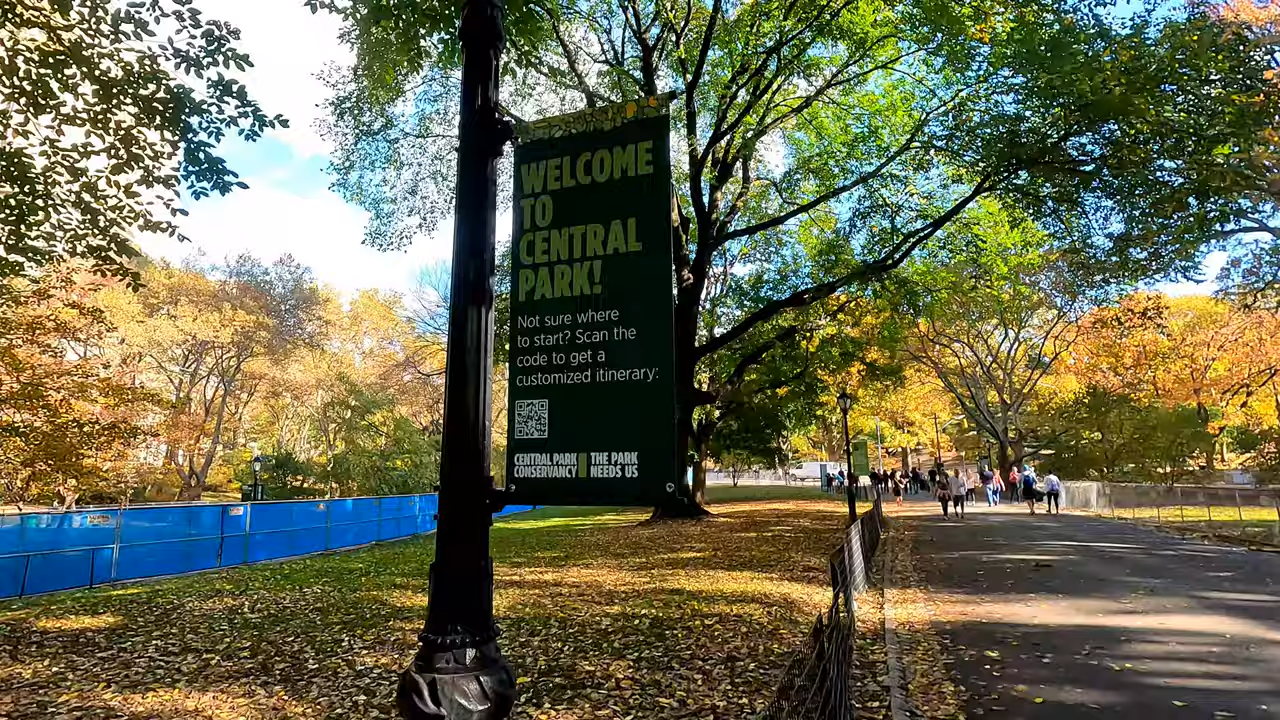 WELCOME
TO
CENTRAL
PARK!
Not sure where
to start? Scan the
code to get a
customized itinerary:
CENTRAL PARK
CONSERVANCY
THE PARK
NEEDS US